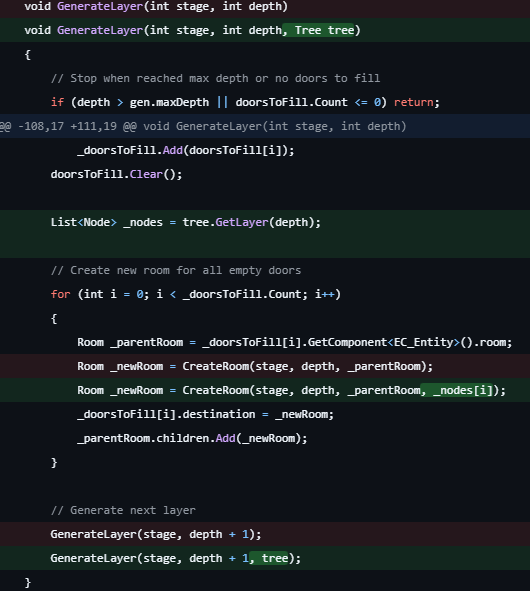 void GenerateLayer(int stage, int depth)
void GenerateLayer(int stage, int depth, Tree tree)
{
// Stop when reached max depth or no doors to fill
if (depth > gen.maxDepth || doorsToFill.Count <= 0) return;
@@ -108,17 +111,19 @@ void GenerateLayer(int stage, int depth)
_doorsToFill.Add(doorsToFill[i]);
doorsToFill.Clear();
List<Node> _nodes = tree.GetLayer(depth);
// Create new room for all empty doors
for (int i = 0; i < _doorsToFill.Count; i++)
{
Room _parentRoom = _doorsToFill[i].GetComponent<EC_Entity>().room;
Room _newRoom = CreateRoom(stage, depth, _parentRoom);
Room _newRoom = CreateRoom(stage, depth, _parentRoom, _nodes[i]);
_doorsToFill[i].destination = _newRoom;
_parentRoom.children.Add(_newRoom);
}
// Generate next layer
GenerateLayer(stage, depth + 1);
GenerateLayer(stage, depth + 1, tree);
}